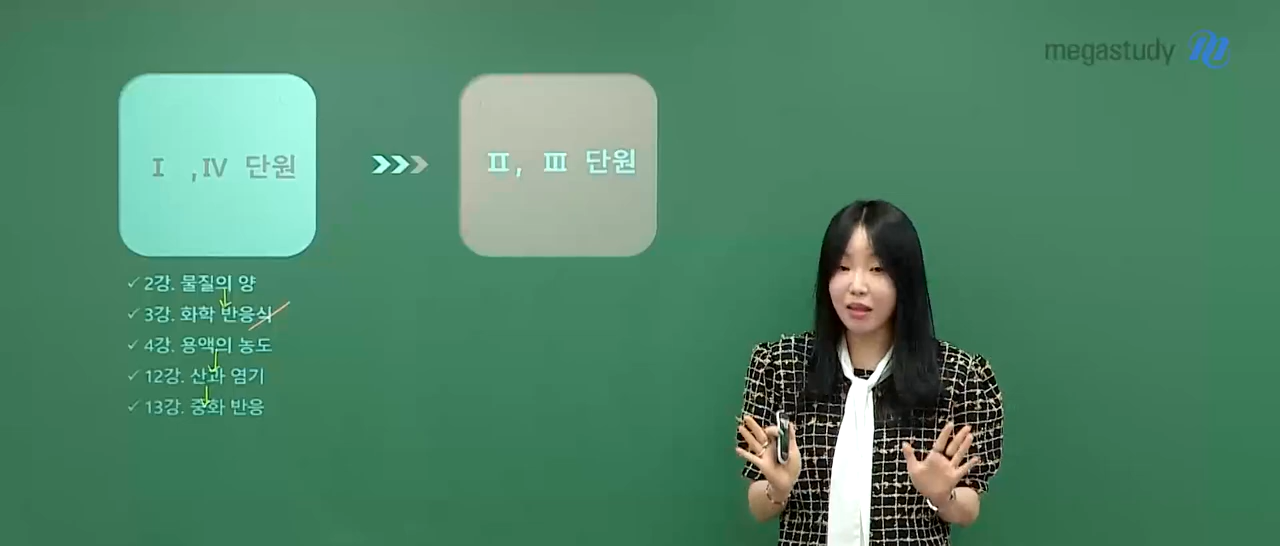 megastudy
Ⅰ ,Ⅳ 단원
Ⅱ, Ⅲ 단원
✓ 2강. 물질의 양
✓ 3강. 화학 반응식
✓ 4강. 용액의 농도
✓ 12강. 산과 염기
✓ 13강. 중화 반응